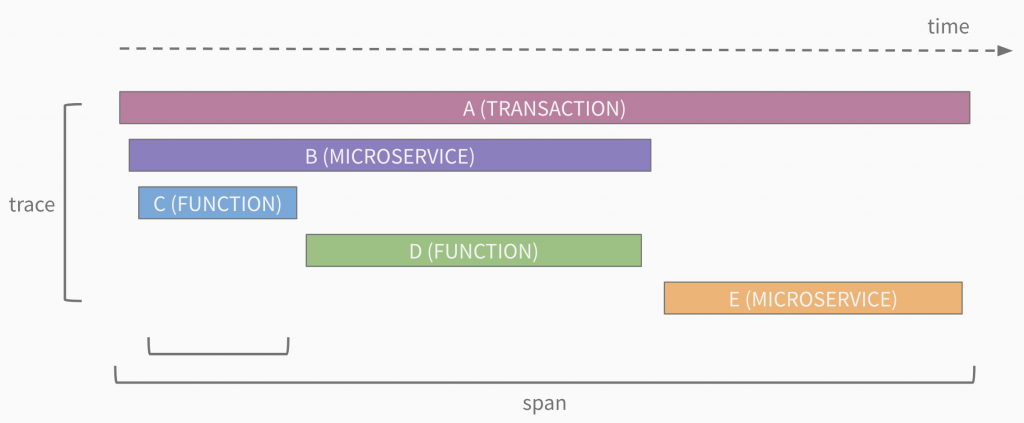 time
A (TRANSACTION)
B (MICROSERVICE)
trace
C (FUNCTION)
D (FUNCTION)
E (MICROSERVICE)
span